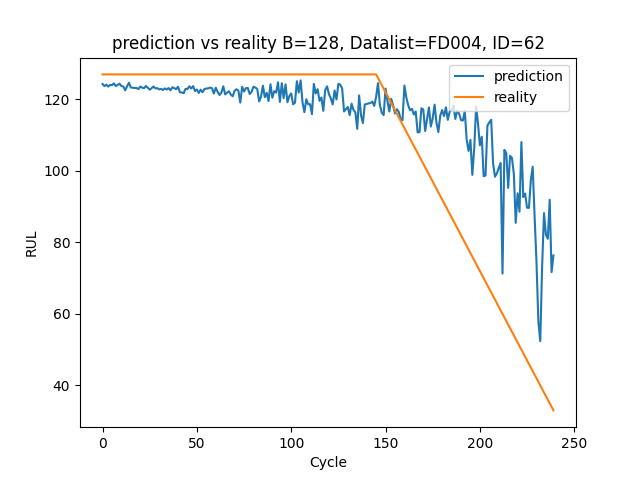 prediction vs reality B=128, Datalist=FD004, ID=62
prediction
reality
RUL
120
100
80
60
40
0
50
100
150
200
250
Cycle